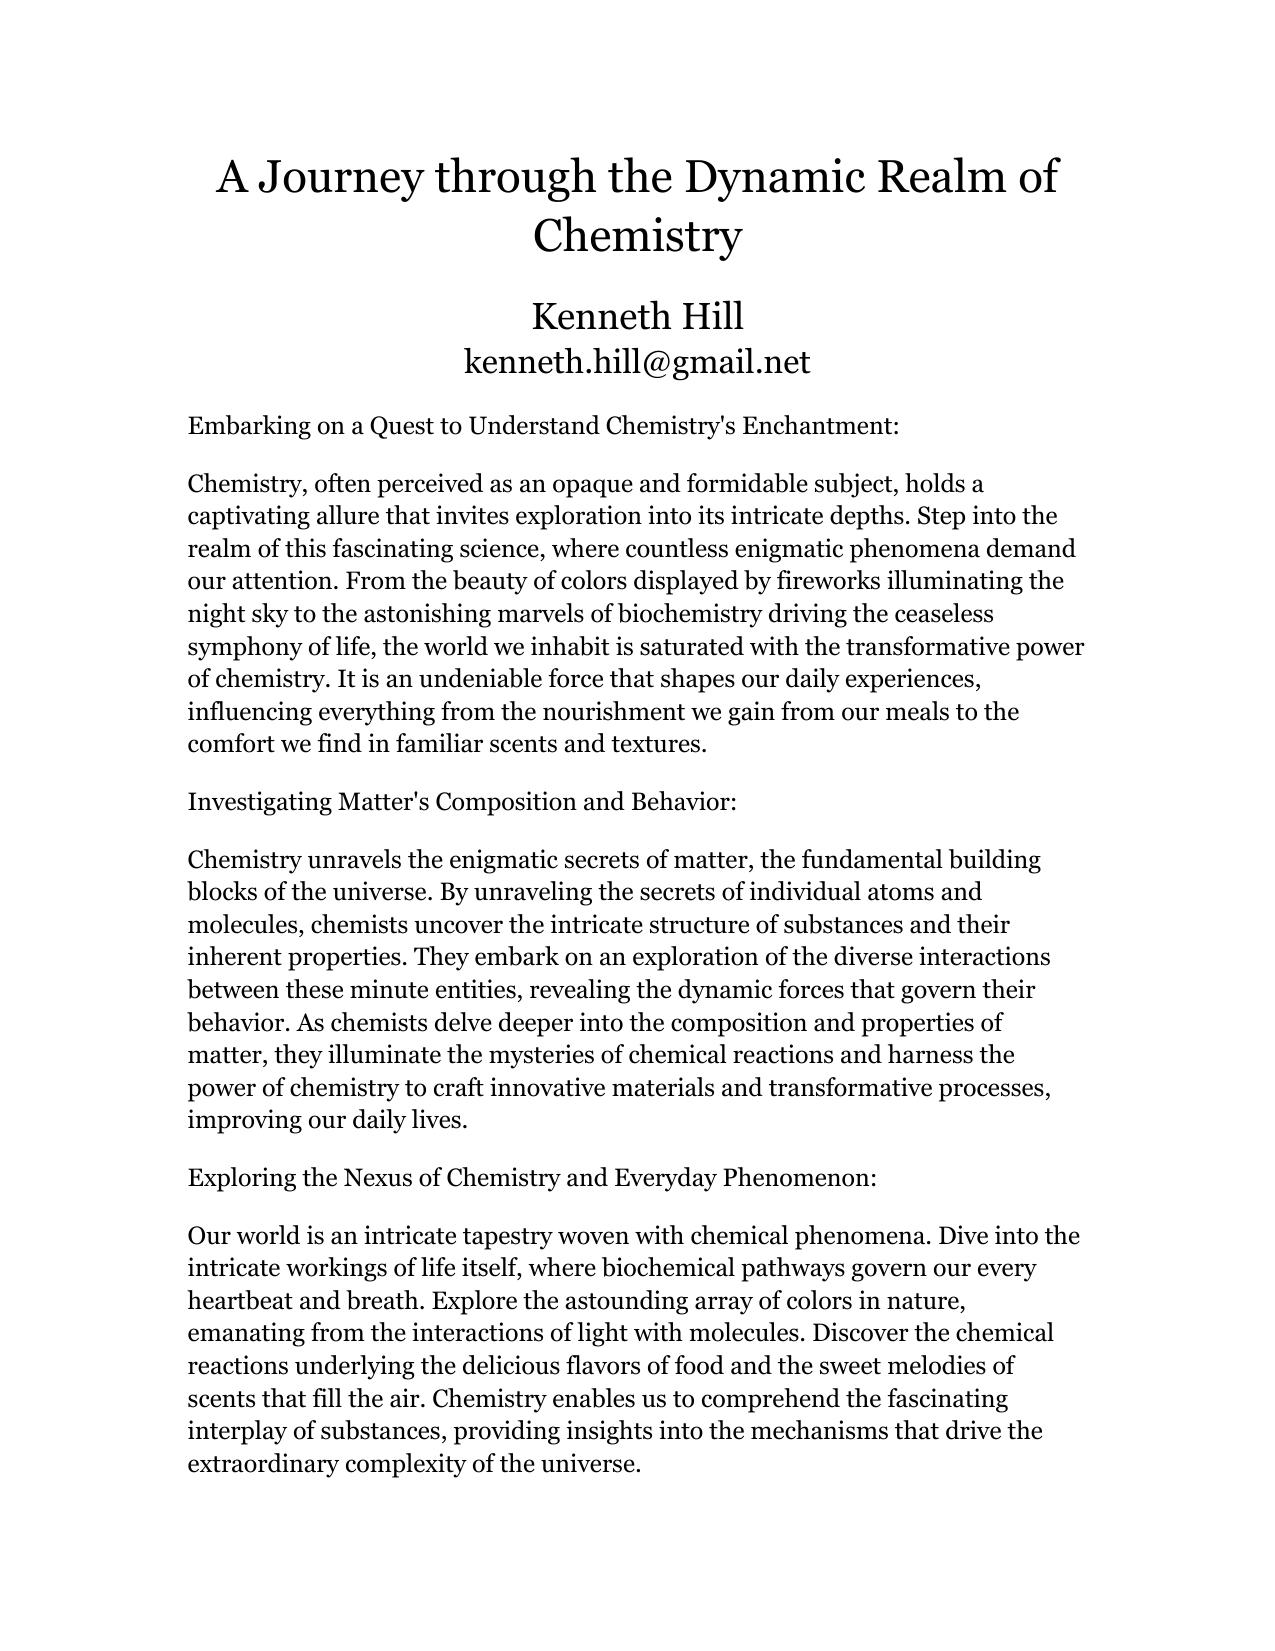 A Journey through the Dynamic Realm of
Chemistry
Kenneth Hill
kenneth.hill@gmail.net
Embarking on a Quest to Understand Chemistry's Enchantment:
Chemistry, often perceived as an opaque and formidable subject, holds a
captivating allure that invites exploration into its intricate depths. Step into the
realm of this fascinating science, where countless enigmatic phenomena demand
our attention. From the beauty of colors displayed by fireworks illuminating the
night sky to the astonishing marvels of biochemistry driving the ceaseless
symphony of life, the world we inhabit is saturated with the transformative power
of chemistry. It is an undeniable force that shapes our daily experiences,
influencing everything from the nourishment we gain from our meals to the
comfort we find in familiar scents and textures.
Investigating Matter's Composition and Behavior:
Chemistry unravels the enigmatic secrets of matter, the fundamental building
blocks of the universe. By unraveling the secrets of individual atoms and
molecules, chemists uncover the intricate structure of substances and their
inherent properties. They embark on an exploration of the diverse interactions
between these minute entities, revealing the dynamic forces that govern their
behavior. As chemists delve deeper into the composition and properties of
matter, they illuminate the mysteries of chemical reactions and harness the
power of chemistry to craft innovative materials and transformative processes,
improving our daily lives.
Exploring the Nexus of Chemistry and Everyday Phenomenon:
Our world is an intricate tapestry woven with chemical phenomena. Dive into the
intricate workings of life itself, where biochemical pathways govern our every
heartbeat and breath. Explore the astounding array of colors in nature,
emanating from the interactions of light with molecules. Discover the chemical
reactions underlying the delicious flavors of food and the sweet melodies of
scents that fill the air. Chemistry enables us to comprehend the fascinating
interplay of substances, providing insights into the mechanisms that drive the
extraordinary complexity of the universe.